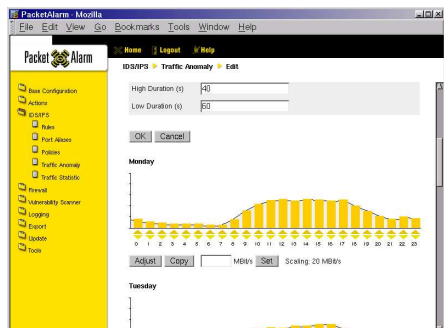 PacketAlarm - Mozilla
File Edit View Go Bookmarks Tools Window Help
Packet Alarm
Home Logout Help
IDS/IPS Traffic Anomaly Edit
Base Configuration
Actions
IDS/IPS
Rules
Port Aliases
Policies
Traffic Anomaly
Traffic Statistic
Firewall
Vulnerability Scanner
Logging
Export
Update
Tools
High Duration (s) 40
Low Duration (s) 60
OK Cancel
Monday
0 1 2 3 4 5 6 7 8 9 10 11 12 13 14 15 16 17 18 19 20 21 22 23
Adjust Copy MBit/s Set Scaling: 20 MBit/s
Tuesday